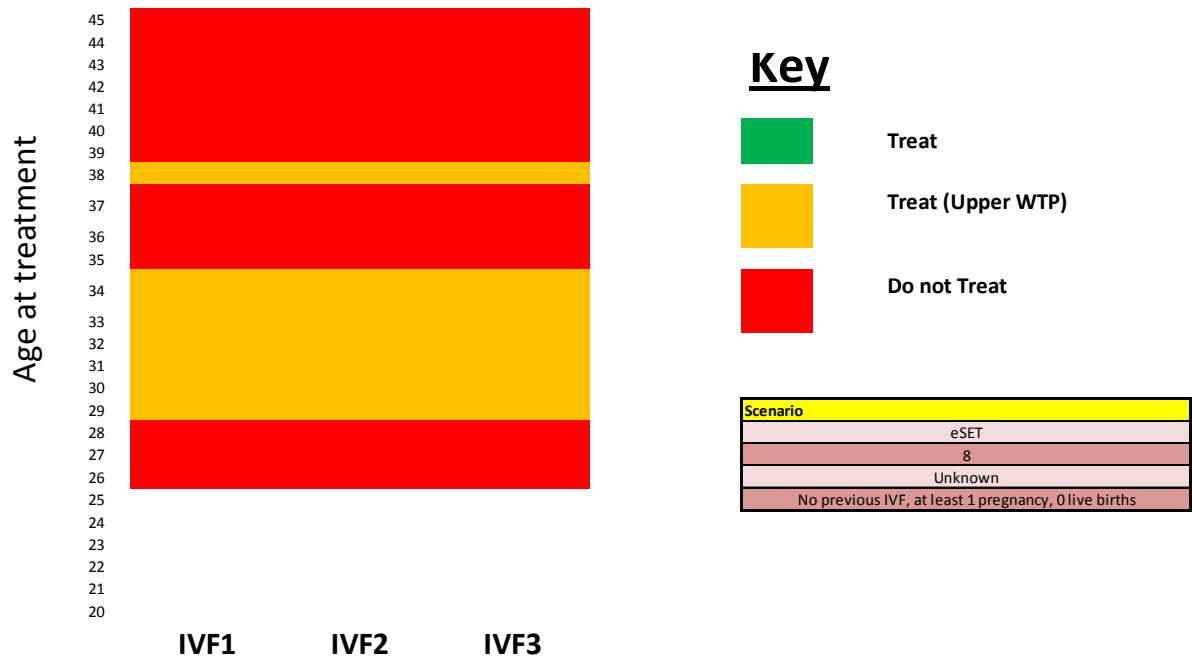 Age at treatment
45
44
43
42
41
40
39
38
37
36
35
34
33
32
31
30
29
28
27
26
25
24
23
22
21
20
IVF1 IVF2 IVF3
Key
Treat
Treat (Upper WTP)
Do not Treat
Scenario
eSET
8
Unknown
No previous IVF, at least 1 pregnancy, 0 live births